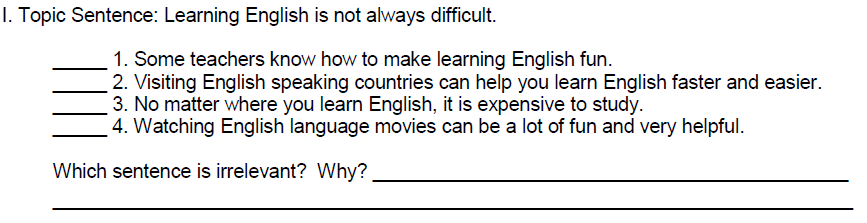 I. Topic Sentence: Learning English is not always difficult.
_____ 1. Some teachers know how to make learning English fun.
_____ 2. Visiting English speaking countries can help you learn English faster and easier.
_____ 3. No matter where you learn English, it is expensive to study.
_____ 4. Watching English language movies can be a lot of fun and very helpful.
Which sentence is irrelevant? Why? ____________________________________________